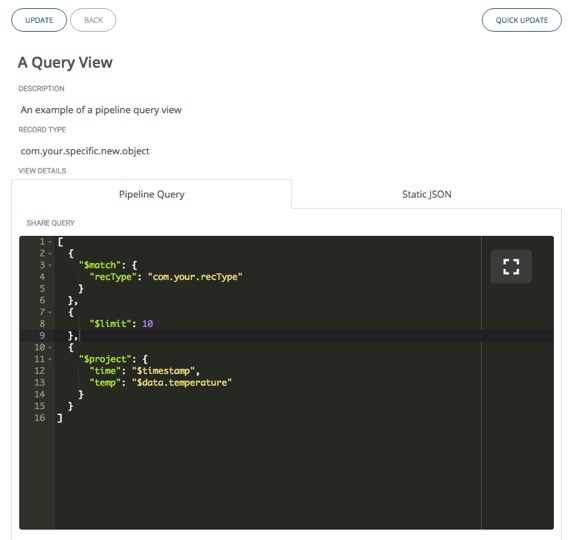 UPDATE BACK QUICK UPDATE
A Query View
DESCRIPTION
An example of a pipeline query view
RECORD TYPE
com.your.specific.new.object
VIEW DETAILS
Pipeline Query Static JSON
SHARE QUERY
1 [
2 {
3 "$match": {
4 "recType": "com.your.recType"
5 }
6 },
7 {
8 "$limit": 10
9 },
10 {
11 "$project": {
12 "time": "$timestamp",
13 "temp": "$data.temperature"
14 }
15 }
16 ]